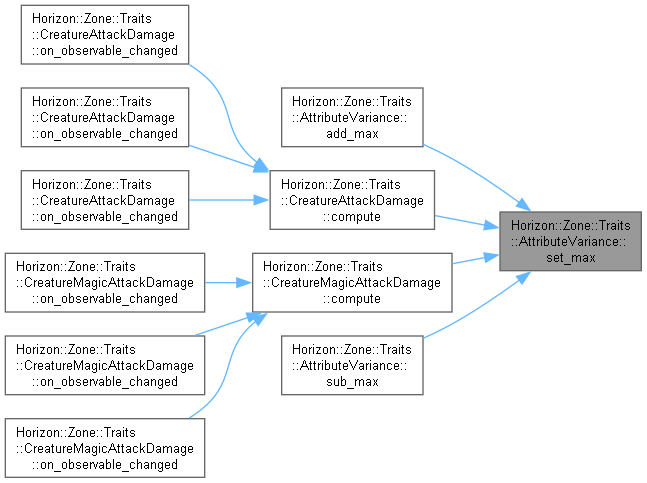 Horizon::Zone::Traits
::CreatureAttackDamage
::on_observable_changed
Horizon::Zone::Traits
::CreatureAttackDamage
::on_observable_changed
Horizon::Zone::Traits
::CreatureAttackDamage
::on_observable_changed
Horizon::Zone::Traits
::CreatureMagicAttackDamage
::on_observable_changed
Horizon::Zone::Traits
::CreatureMagicAttackDamage
::on_observable_changed
Horizon::Zone::Traits
::CreatureMagicAttackDamage
::on_observable_changed
Horizon::Zone::Traits
::AttributeVariance::
add_max
Horizon::Zone::Traits
::CreatureAttackDamage
::compute
Horizon::Zone::Traits
::CreatureMagicAttackDamage
::compute
Horizon::Zone::Traits
::AttributeVariance::
sub_max
Horizon::Zone::Traits
::AttributeVariance::
set_max